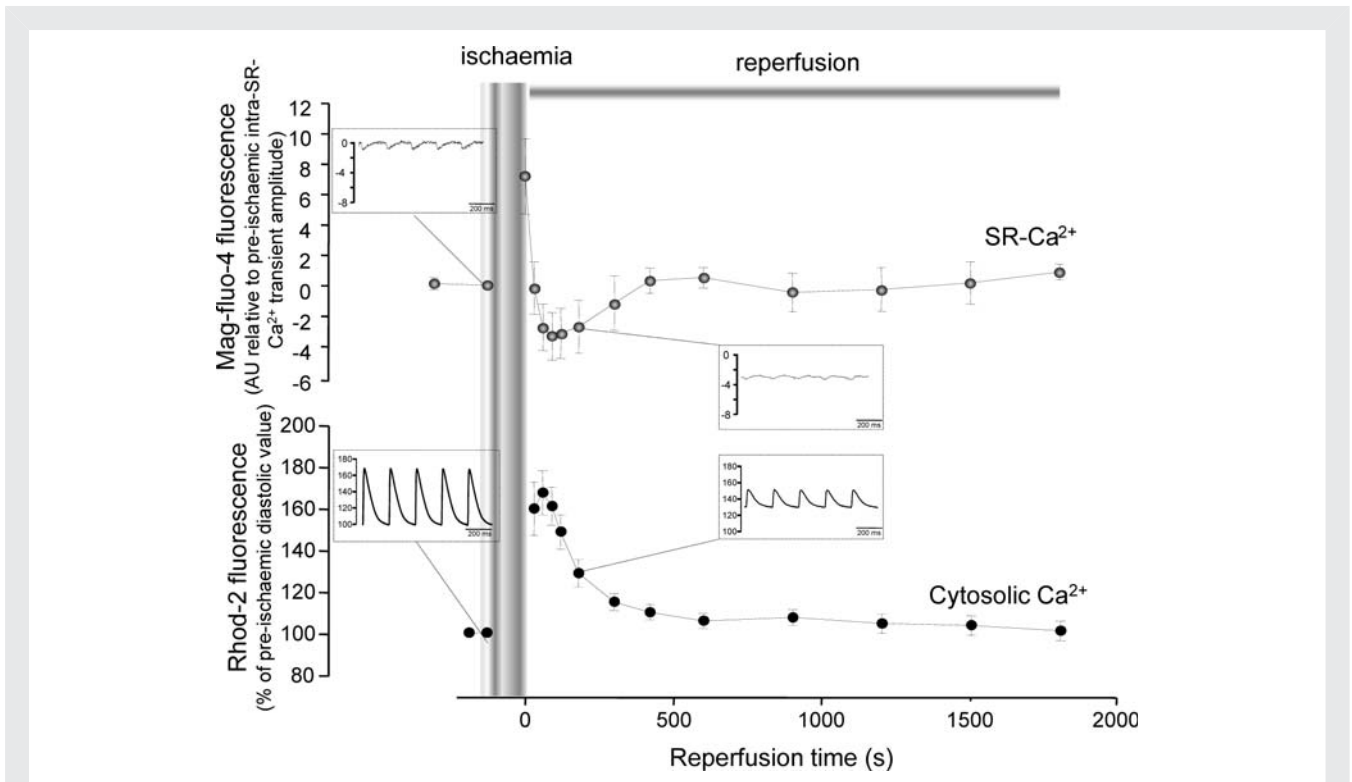 ischaemia
reperfusion
Mag-fluo-4 fluorescence
(AU relative to pre-ischaemic intra-SR-
Ca²⁺ transient amplitude)
12
10
8
6
4
2
0
-2
-4
-6
0
-4
-8
200 ms
SR-Ca²⁺
0
-4
-8
200 ms
Rhod-2 fluorescence
(% of pre-ischaemic diastolic value)
200
180
160
140
120
100
80
160
140
120
100
200 ms
180
160
140
120
100
200 ms
Cytosolic Ca²⁺
0 500 1000 1500 2000
Reperfusion time (s)